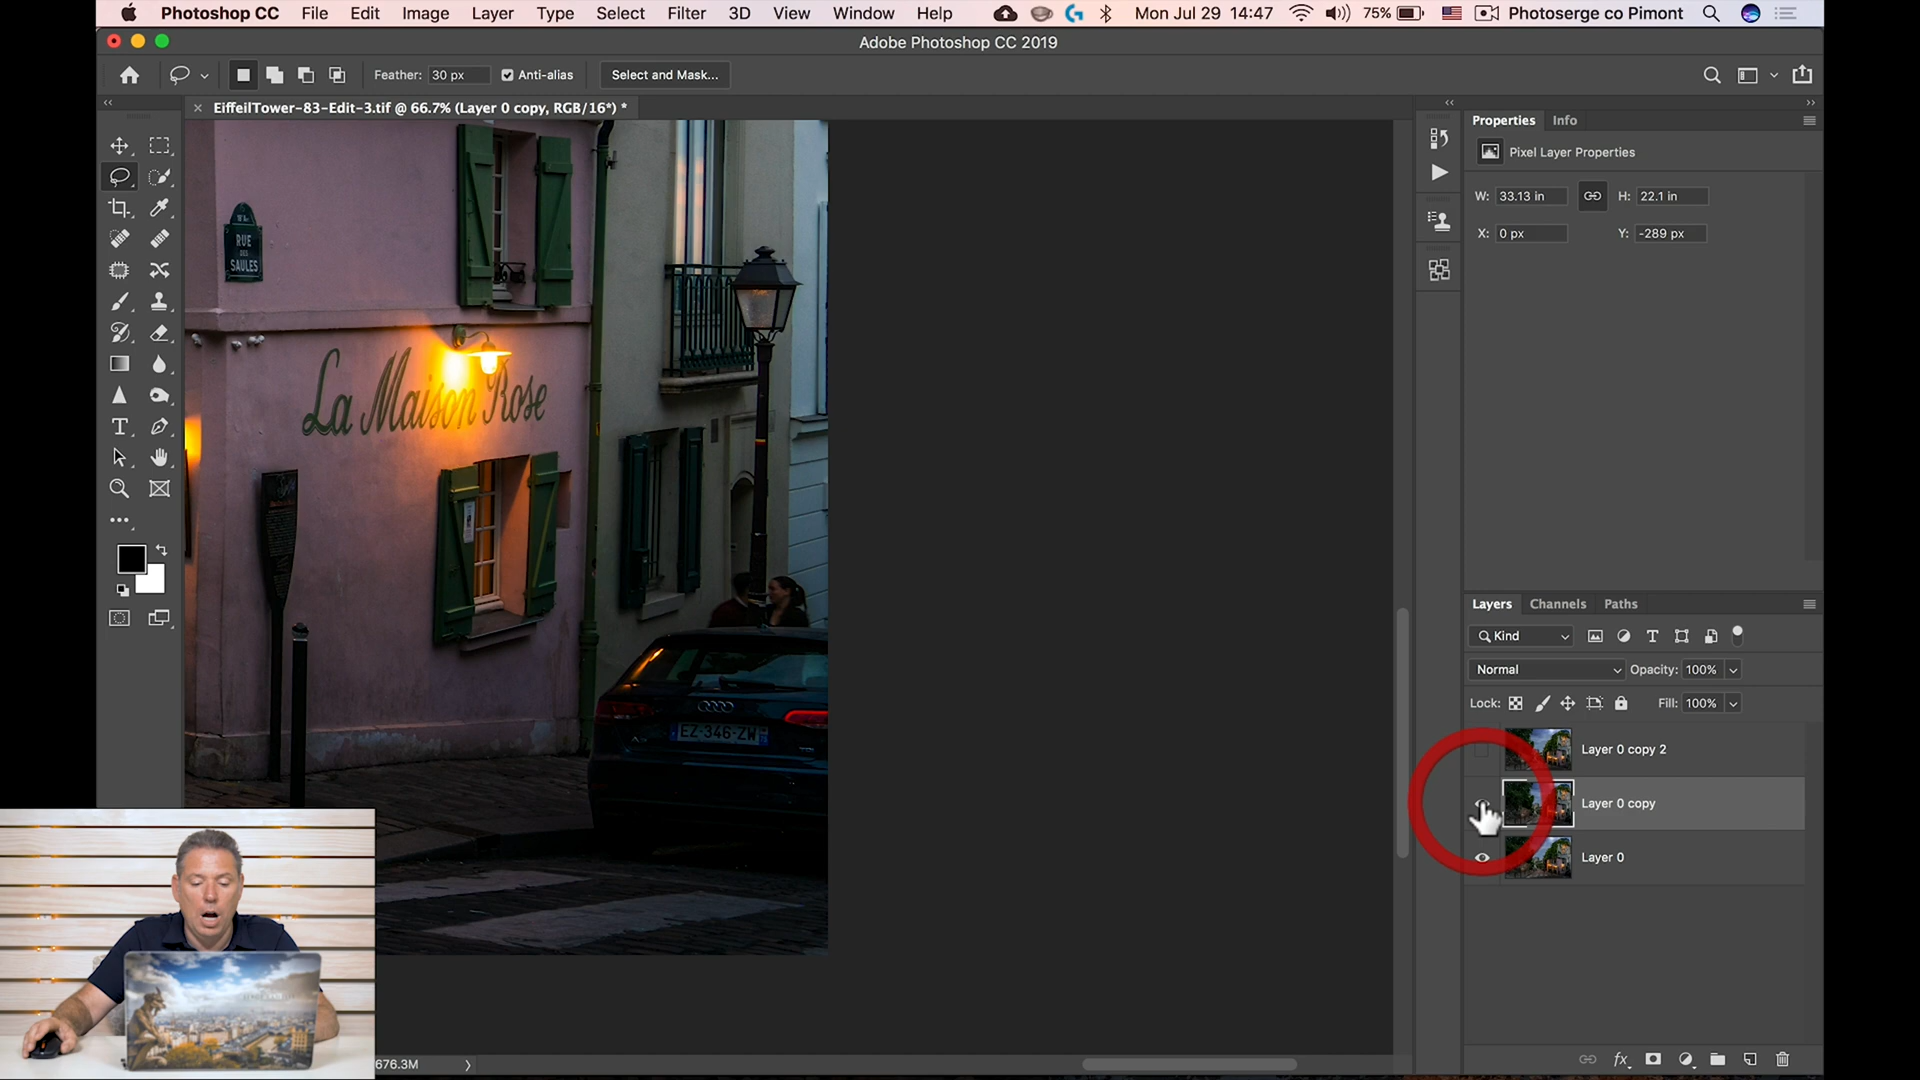 Photoshop CC File Edit Image Layer Type Select Filter 3D View Window Help Mon Jul 29 14:47 75% Photoserge co Pimont
Adobe Photoshop CC 2019
Feather: 30 px Anti-alias Select and Mask...
EiffeilTower-83-Edit-3.tif @ 66.7% (Layer 0 copy, RGB/16*) *
Properties Info
Pixel Layer Properties
W: 33.13 in H: 22.1 in
X: 0 px Y: -289 px
RUE
DES
SAULES
La Maison Rose
EZ-346-ZW
Layers Channels Paths
Kind
Normal Opacity: 100%
Lock: Fill: 100%
Layer 0 copy 2
Layer 0 copy
Layer 0
676.3M